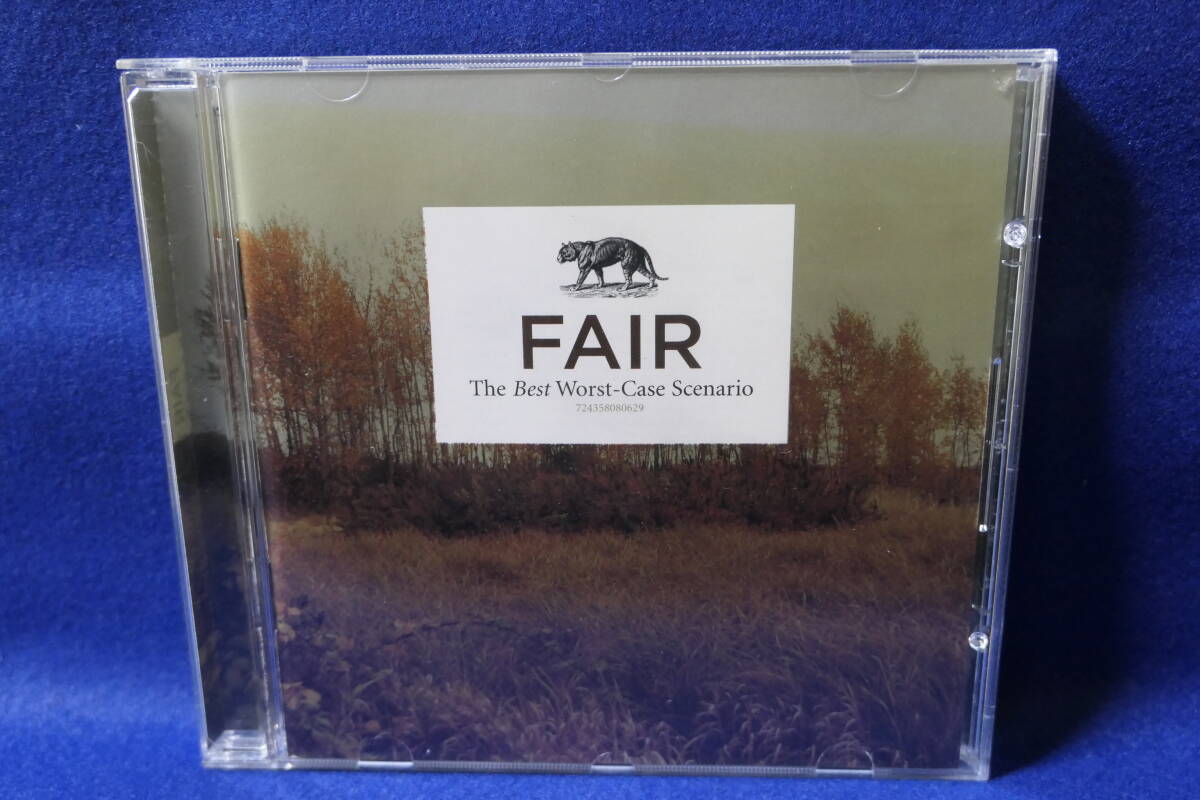 FAIR
The Best Worst-Case Scenario
724358080629